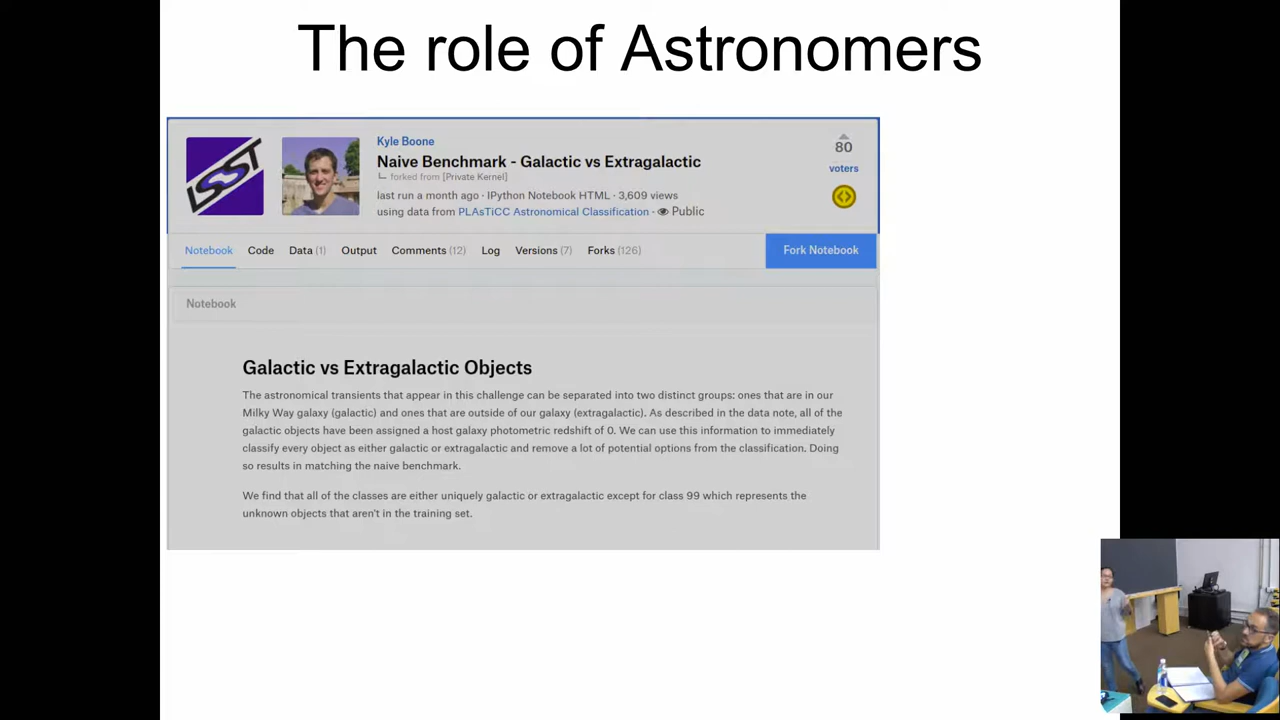 The role of Astronomers
LSST
Kyle Boone
Naive Benchmark - Galactic vs Extragalactic
forked from [Private Kernel]
last run a month ago · IPython Notebook HTML · 3,609 views
using data from PLAsTiCC Astronomical Classification · Public
80
voters
Notebook Code Data (1) Output Comments (12) Log Versions (7) Forks (126) Fork Notebook
Notebook
Galactic vs Extragalactic Objects
The astronomical transients that appear in this challenge can be separated into two distinct groups: ones that are in our
Milky Way galaxy (galactic) and ones that are outside of our galaxy (extragalactic). As described in the data note, all of the
galactic objects have been assigned a host galaxy photometric redshift of 0. We can use this information to immediately
classify every object as either galactic or extragalactic and remove a lot of potential options from the classification. Doing
so results in matching the naive benchmark.
We find that all of the classes are either uniquely galactic or extragalactic except for class 99 which represents the
unknown objects that aren't in the training set.